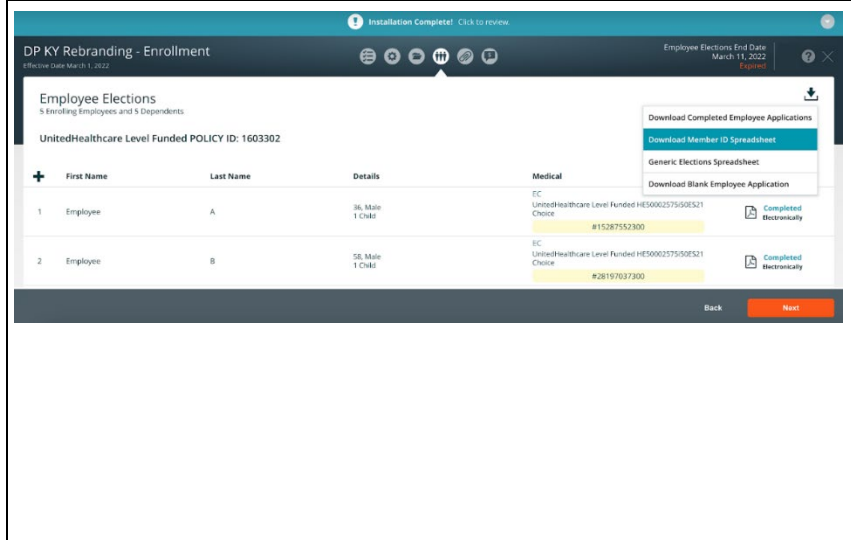 Installation Complete! Click to review.
DP KY Rebranding - Enrollment
Effective Date March 1, 2022
Employee Elections End Date
March 11, 2022
Expired
Employee Elections
5 Enrolling Employees and 5 Dependents
Download Completed Employee Applications
Download Member ID Spreadsheet
Generic Elections Spreadsheet
Download Blank Employee Application
UnitedHealthcare Level Funded POLICY ID: 1603302
First Name Last Name Details Medical
1 Employee A 36, Male
1 Child
EC
UnitedHealthcare Level Funded HES0002575i50ES21
Choice
#15287552300
Completed
Electronically
2 Employee B 58, Male
1 Child
EC
UnitedHealthcare Level Funded HES0002575i50ES21
Choice
#28197037300
Completed
Electronically
Back Next